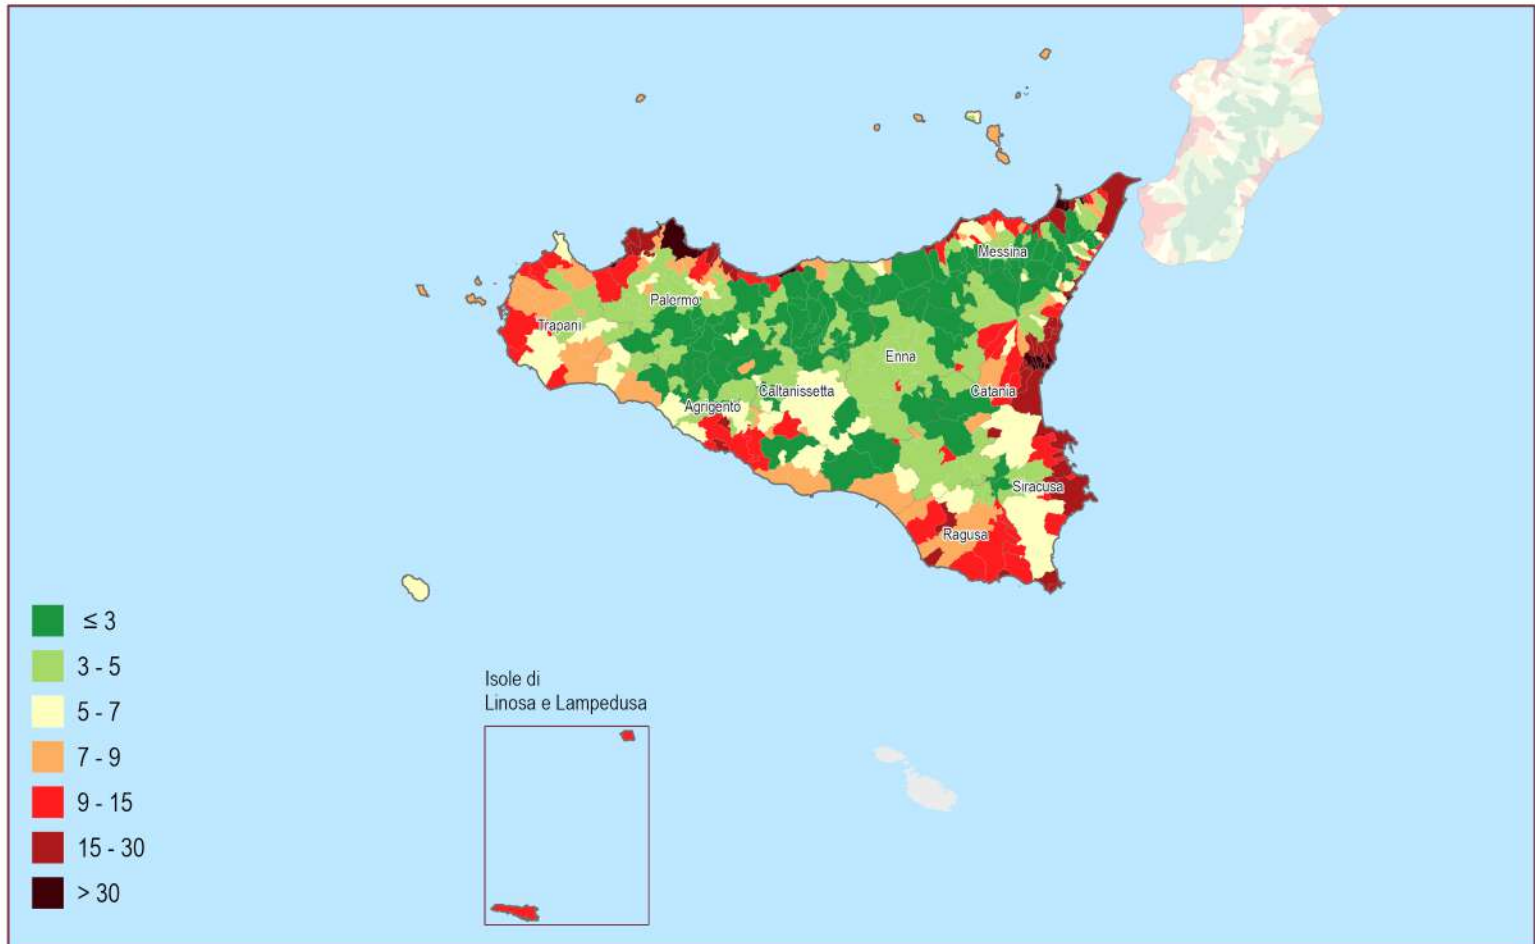 Messina
Palermo
Trapani
Enna
Caltanissetta
Catania
Agrigento
Siracusa
Ragusa
≤ 3
3 - 5
5 - 7
7 - 9
9 - 15
15 - 30
> 30
Isole di
Linosa e Lampedusa